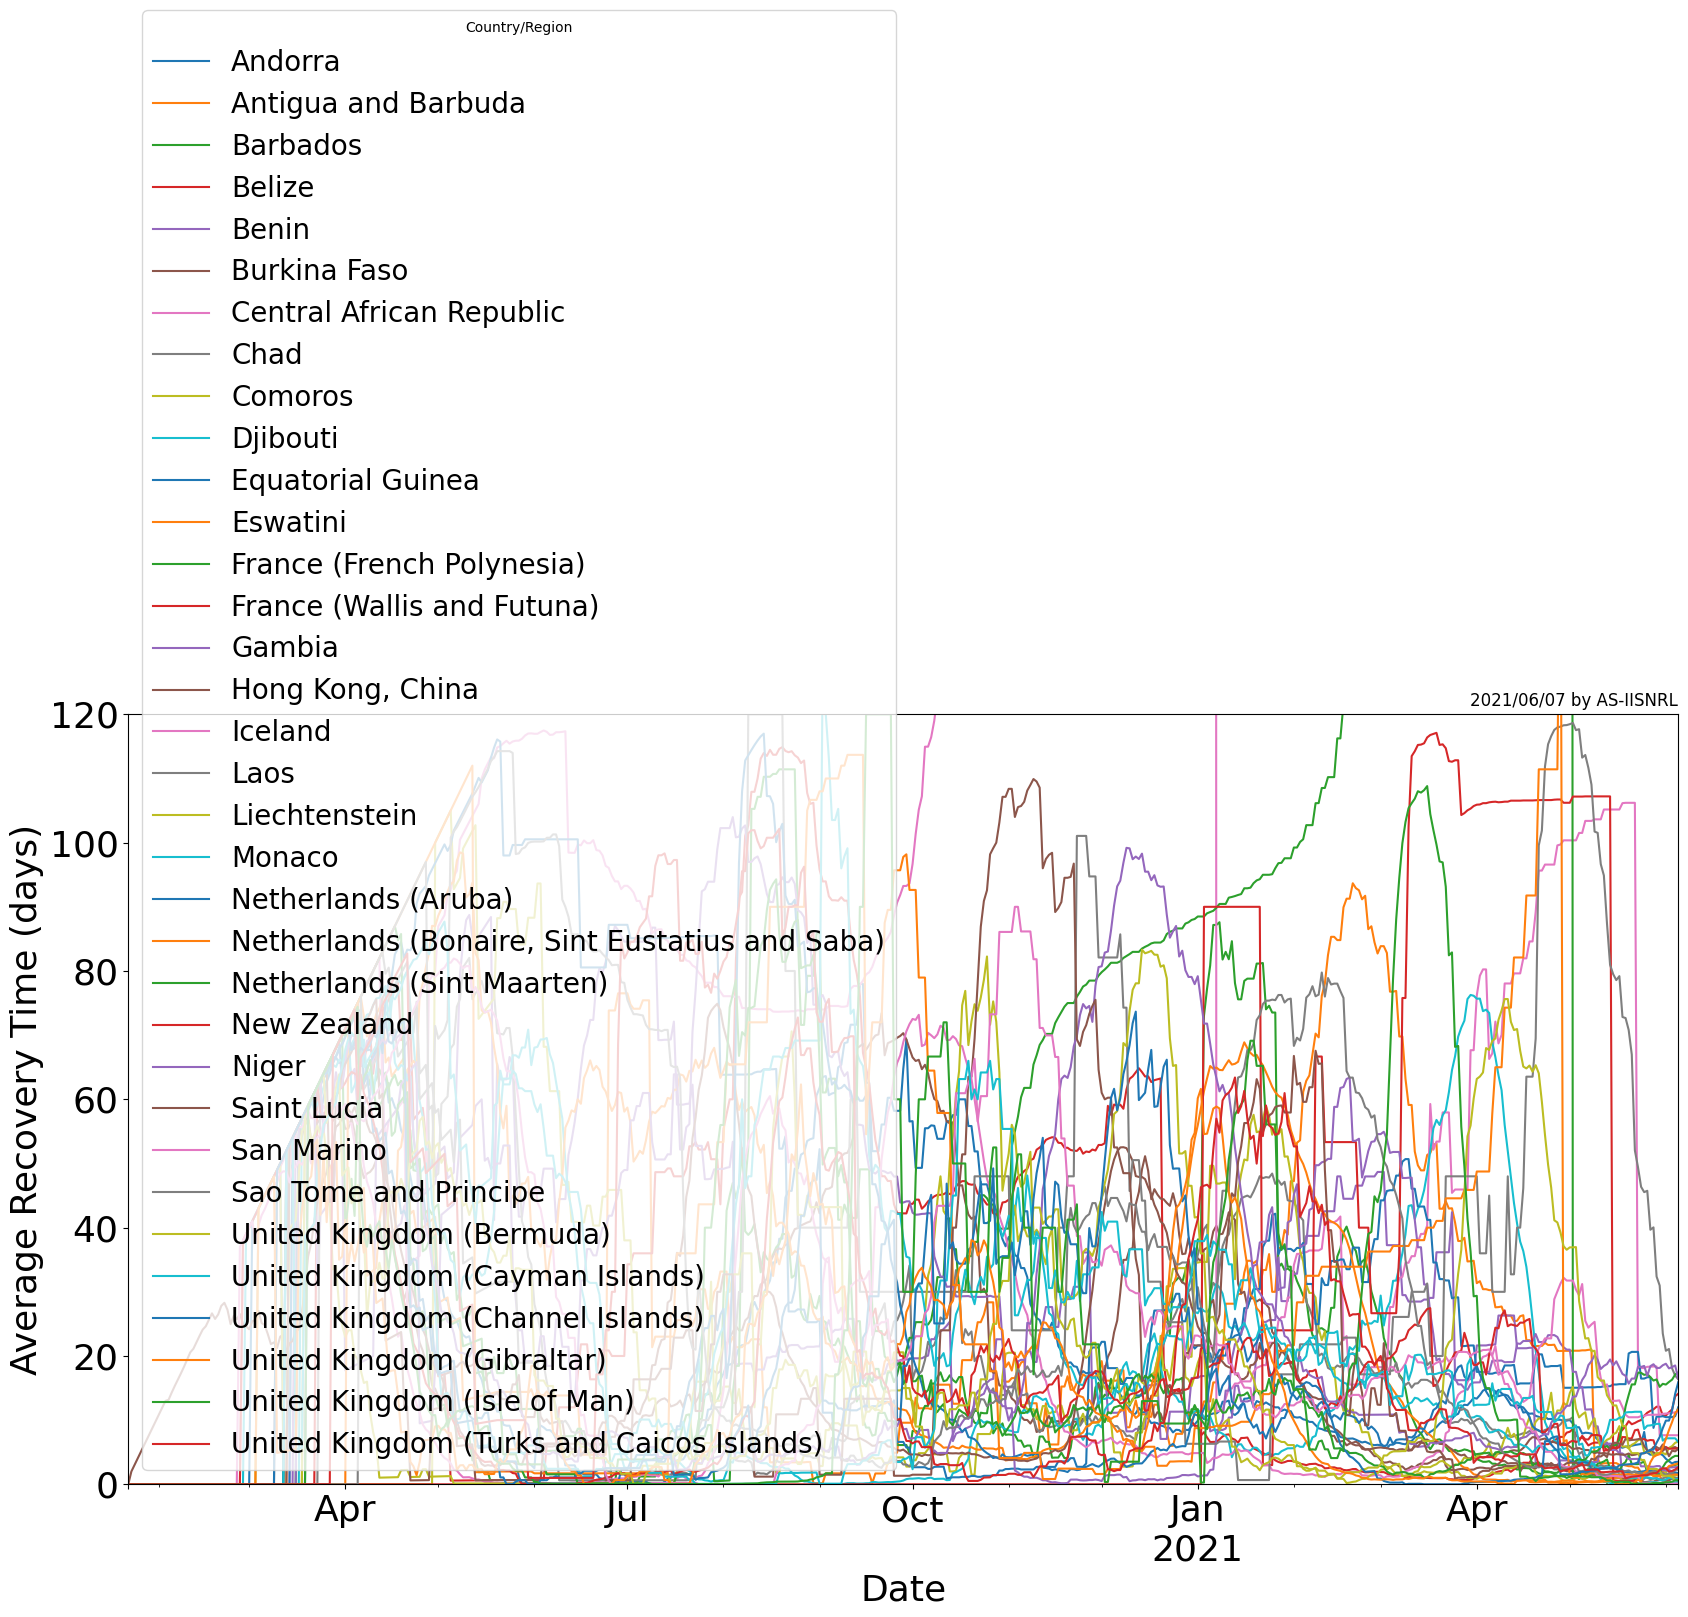 Country/Region
Andorra
Antigua and Barbuda
Barbados
Belize
Benin
Burkina Faso
Central African Republic
Chad
Comoros
Djibouti
Equatorial Guinea
Eswatini
France (French Polynesia)
France (Wallis and Futuna)
Gambia
Hong Kong, China
Iceland
Laos
Liechtenstein
Monaco
Netherlands (Aruba)
Netherlands (Bonaire, Sint Eustatius and Saba)
Netherlands (Sint Maarten)
New Zealand
Niger
Saint Lucia
San Marino
Sao Tome and Principe
United Kingdom (Bermuda)
United Kingdom (Cayman Islands)
United Kingdom (Channel Islands)
United Kingdom (Gibraltar)
United Kingdom (Isle of Man)
United Kingdom (Turks and Caicos Islands)
2021/06/07 by AS-IISNRL
Average Recovery Time (days)
120
100
80
60
40
20
0
Apr Jul Oct Jan Apr
2021
Date